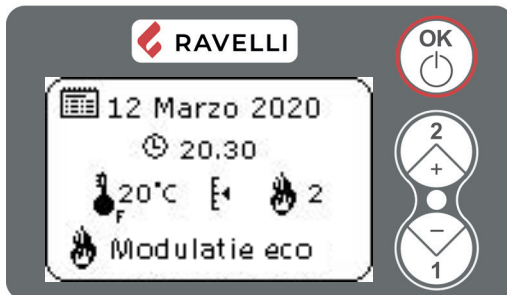 RAVELLI
OK
12 Marzo 2020
20.30
20°C 2
F
Modulatie eco
2
+
−
1